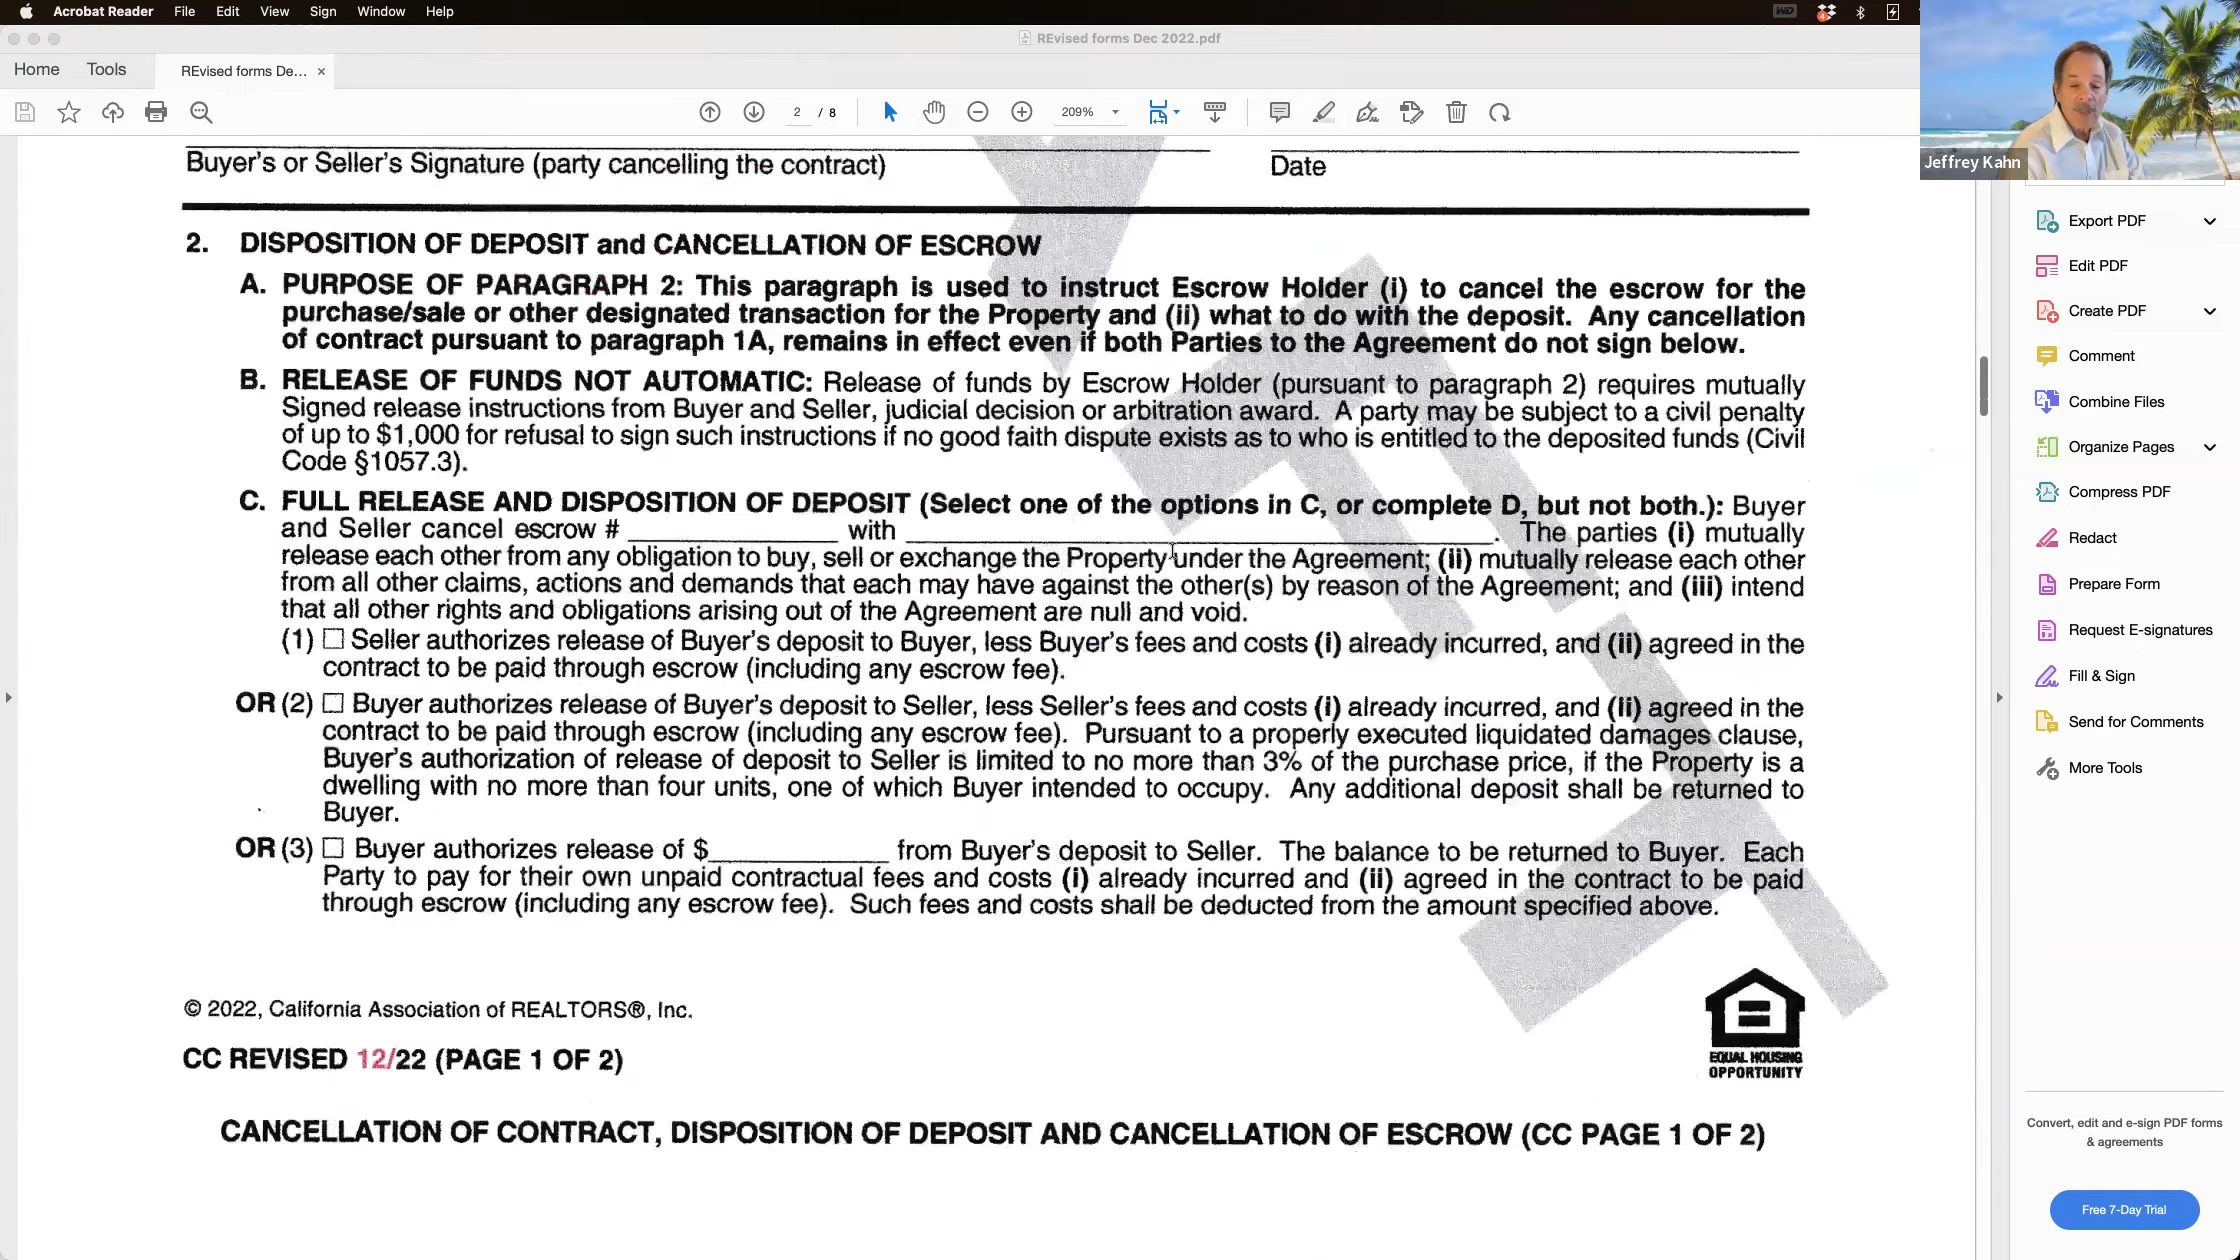 Acrobat Reader File Edit View Sign Window Help
REvised forms Dec 2022.pdf
Home Tools REvised forms De... ×
2 / 8 209%
Jeffrey Kahn
Buyer's or Seller's Signature (party cancelling the contract) Date
2. DISPOSITION OF DEPOSIT and CANCELLATION OF ESCROW
A. PURPOSE OF PARAGRAPH 2: This paragraph is used to instruct Escrow Holder (i) to cancel the escrow for the
purchase/sale or other designated transaction for the Property and (ii) what to do with the deposit. Any cancellation
of contract pursuant to paragraph 1A, remains in effect even if both Parties to the Agreement do not sign below.
B. RELEASE OF FUNDS NOT AUTOMATIC: Release of funds by Escrow Holder (pursuant to paragraph 2) requires mutually
Signed release instructions from Buyer and Seller, judicial decision or arbitration award. A party may be subject to a civil penalty
of up to $1,000 for refusal to sign such instructions if no good faith dispute exists as to who is entitled to the deposited funds (Civil
Code §1057.3).
C. FULL RELEASE AND DISPOSITION OF DEPOSIT (Select one of the options in C, or complete D, but not both.): Buyer
and Seller cancel escrow # ____________ with ____________________. The parties (i) mutually
release each other from any obligation to buy, sell or exchange the Property under the Agreement; (ii) mutually release each other
from all other claims, actions and demands that each may have against the other(s) by reason of the Agreement; and (iii) intend
that all other rights and obligations arising out of the Agreement are null and void.
(1) ☐ Seller authorizes release of Buyer's deposit to Buyer, less Buyer's fees and costs (i) already incurred, and (ii) agreed in the
contract to be paid through escrow (including any escrow fee).
OR (2) ☐ Buyer authorizes release of Buyer's deposit to Seller, less Seller's fees and costs (i) already incurred, and (ii) agreed in the
contract to be paid through escrow (including any escrow fee). Pursuant to a properly executed liquidated damages clause,
Buyer's authorization of release of deposit to Seller is limited to no more than 3% of the purchase price, if the Property is a
dwelling with no more than four units, one of which Buyer intended to occupy. Any additional deposit shall be returned to
Buyer.
OR (3) ☐ Buyer authorizes release of $____________ from Buyer's deposit to Seller. The balance to be returned to Buyer. Each
Party to pay for their own unpaid contractual fees and costs (i) already incurred and (ii) agreed in the contract to be paid
through escrow (including any escrow fee). Such fees and costs shall be deducted from the amount specified above.
© 2022, California Association of REALTORS®, Inc.
EQUAL HOUSING
OPPORTUNITY
CC REVISED 12/22 (PAGE 1 OF 2)
CANCELLATION OF CONTRACT, DISPOSITION OF DEPOSIT AND CANCELLATION OF ESCROW (CC PAGE 1 OF 2)
Export PDF
Edit PDF
Create PDF
Comment
Combine Files
Organize Pages
Compress PDF
Redact
Prepare Form
Request E-signatures
Fill & Sign
Send for Comments
More Tools
Convert, edit and e-sign PDF forms
& agreements
Free 7-Day Trial